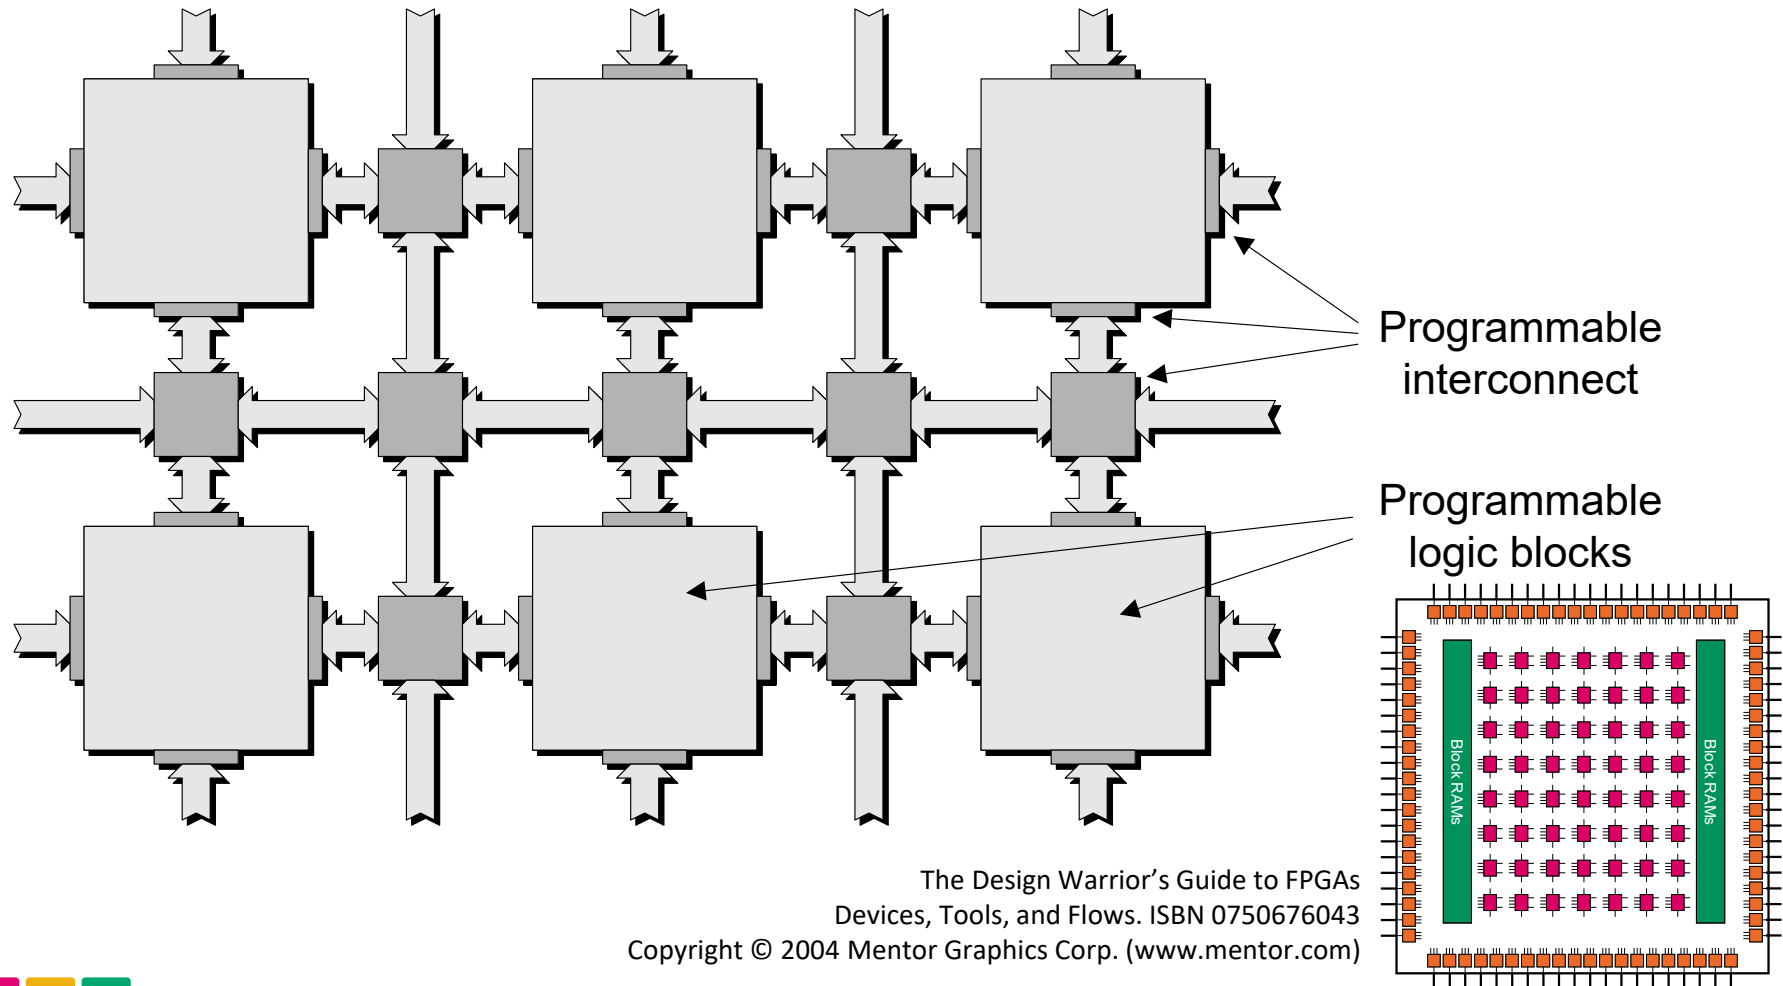 Programmable
interconnect
Programmable
logic blocks
Block RAMs
Block RAMs
The Design Warrior’s Guide to FPGAs
Devices, Tools, and Flows. ISBN 0750676043
Copyright © 2004 Mentor Graphics Corp. (www.mentor.com)